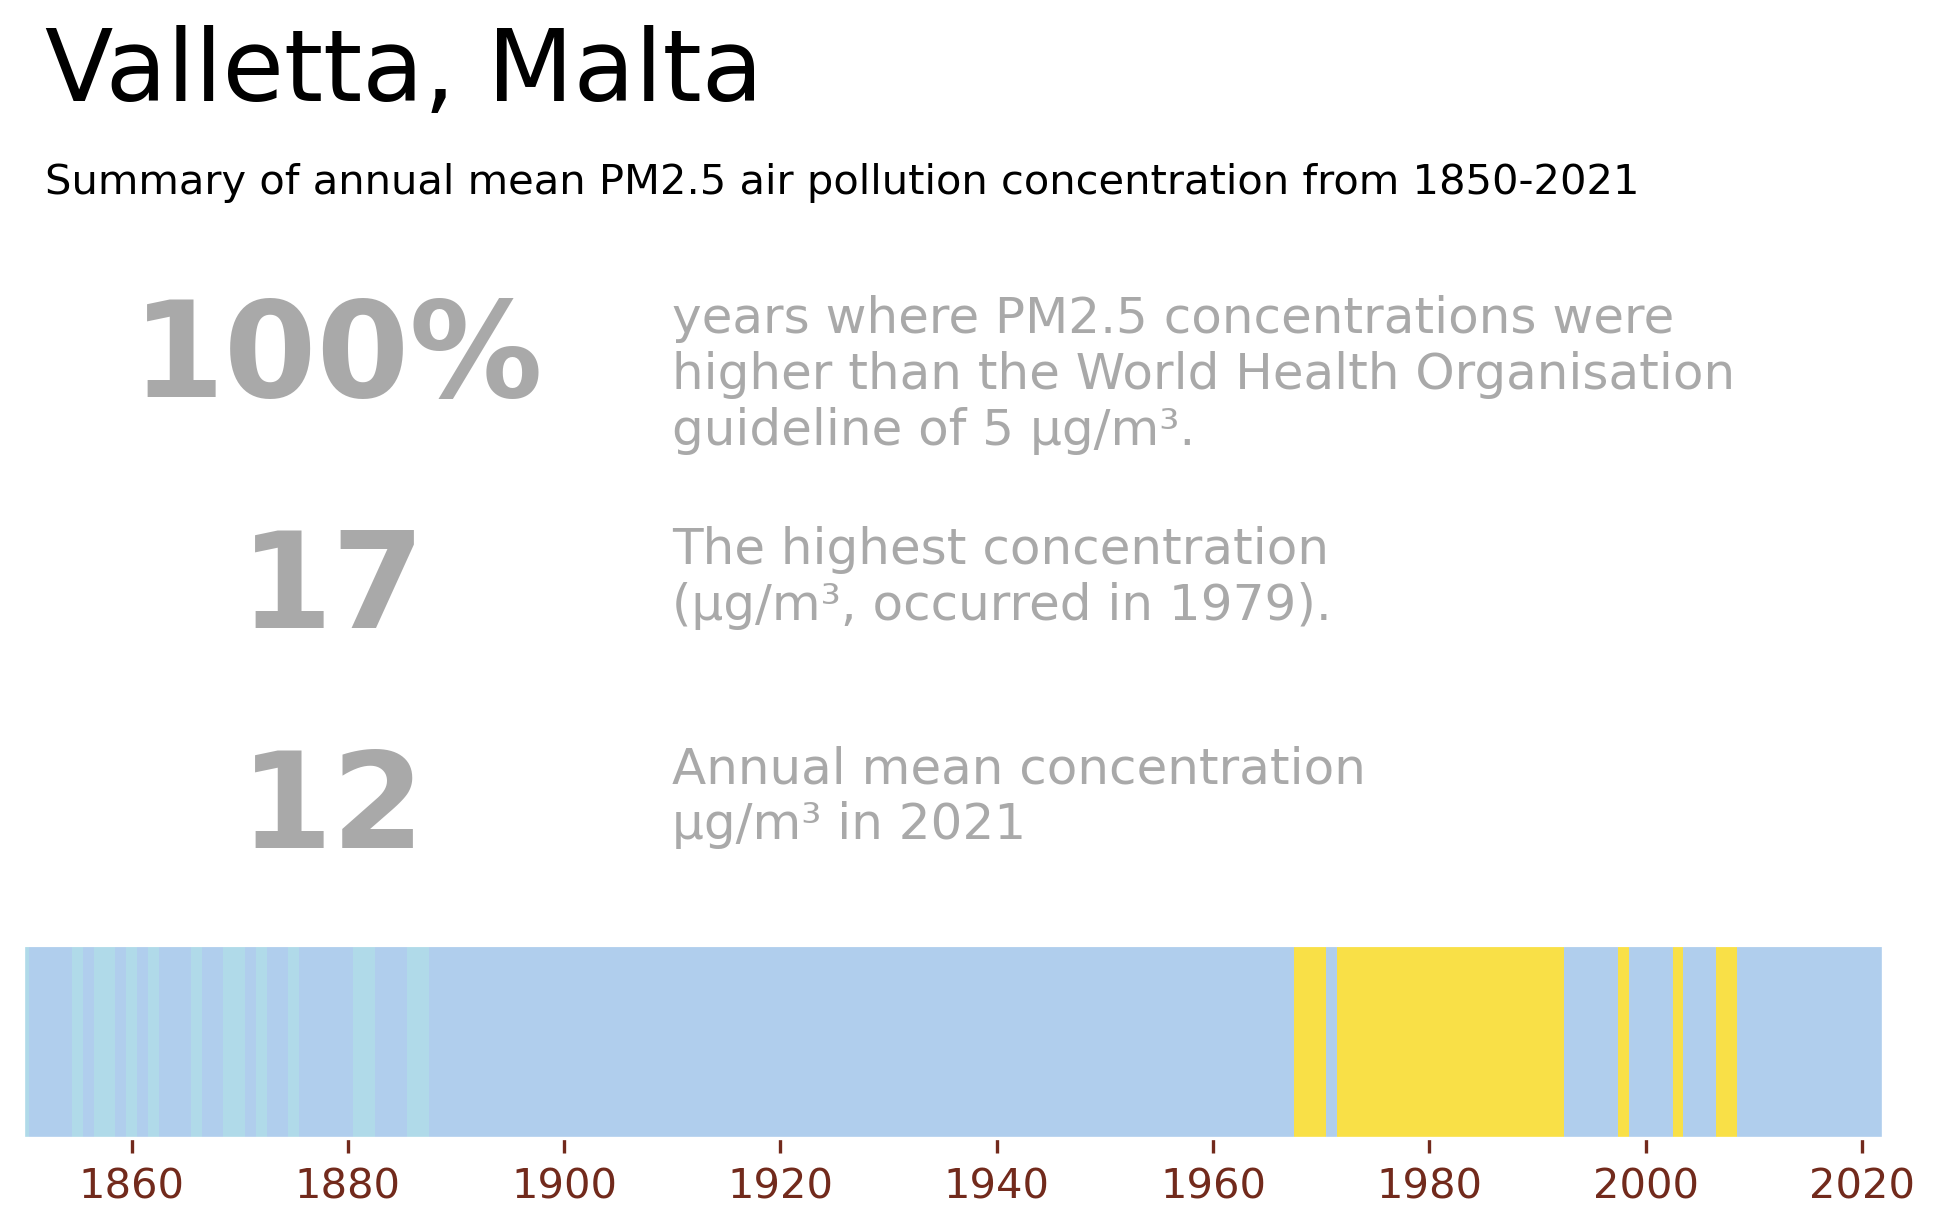 Valletta, Malta
Summary of annual mean PM2.5 air pollution concentration from 1850-2021
100%
years where PM2.5 concentrations were
higher than the World Health Organisation
guideline of 5 µg/m³.
17
The highest concentration
(µg/m³, occurred in 1979).
12
Annual mean concentration
µg/m³ in 2021
1860 1880 1900 1920 1940 1960 1980 2000 2020